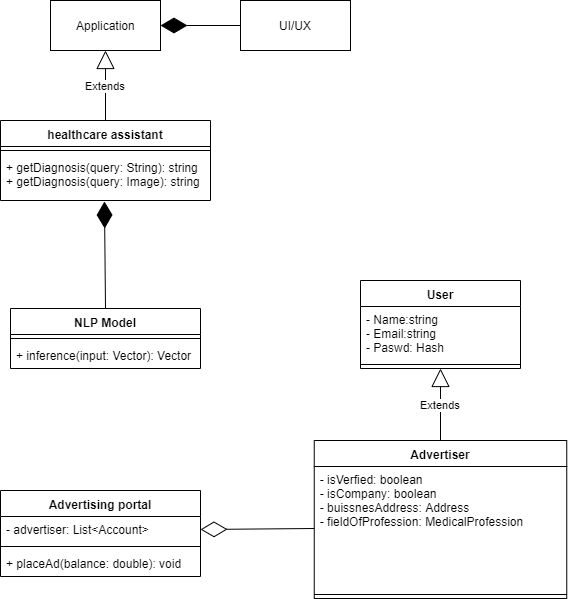 Application
UI/UX
Extends
healthcare assistant
+ getDiagnosis(query: String): string
+ getDiagnosis(query: Image): string
NLP Model
+ inference(input: Vector): Vector
User
- Name:string
- Email:string
- Paswd: Hash
Extends
Advertiser
- isVerfied: boolean
- isCompany: boolean
- buissnesAddress: Address
- fieldOfProfession: MedicalProfession
Advertising portal
- advertiser: List<Account>
+ placeAd(balance: double): void